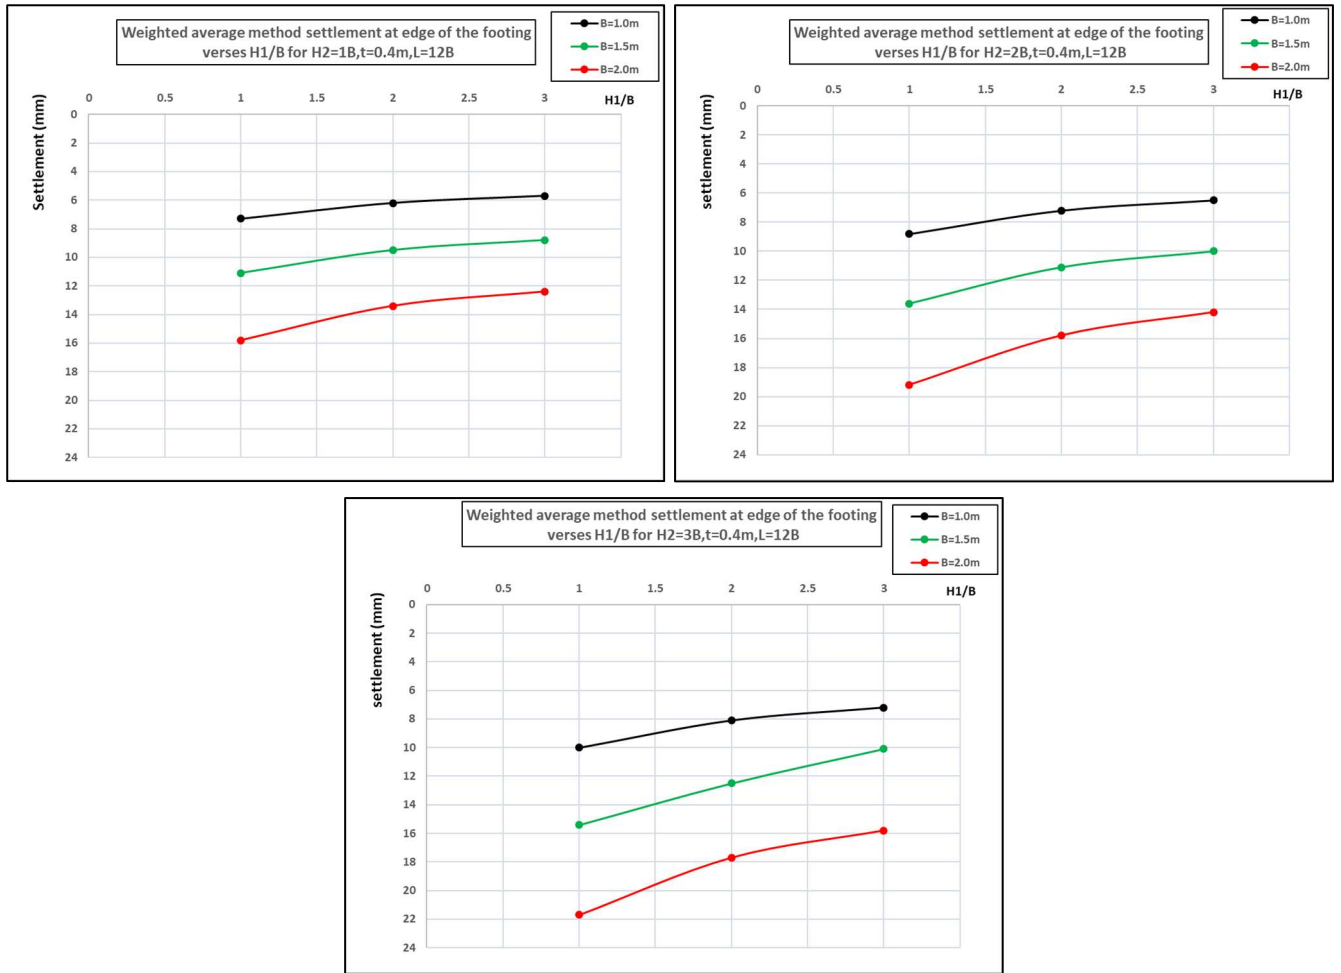 Weighted average method settlement at edge of the footing
verses H1/B for H2=1B,t=0.4m,L=12B
B=1.0m
B=1.5m
B=2.0m
0
1
1.5
2
2.5
3
H1/B
Settlement (mm)
0
2
4
6
8
10
12
14
16
18
20
22
24
Weighted average method settlement at edge of the footing
verses H1/B for H2=2B,t=0.4m,L=12B
B=1.0m
B=1.5m
B=2.0m
0
0.5
1
1.5
2
2.5
3
H1/B
settlement (mm)
0
2
4
6
8
10
12
14
16
18
20
22
24
Weighted average method settlement at edge of the footing
verses H1/B for H2=3B,t=0.4m,L=12B
B=1.0m
B=1.5m
B=2.0m
0
0.5
1
1.5
2
2.5
3
H1/B
settlement (mm)
0
2
4
6
8
10
12
14
16
18
20
22
24